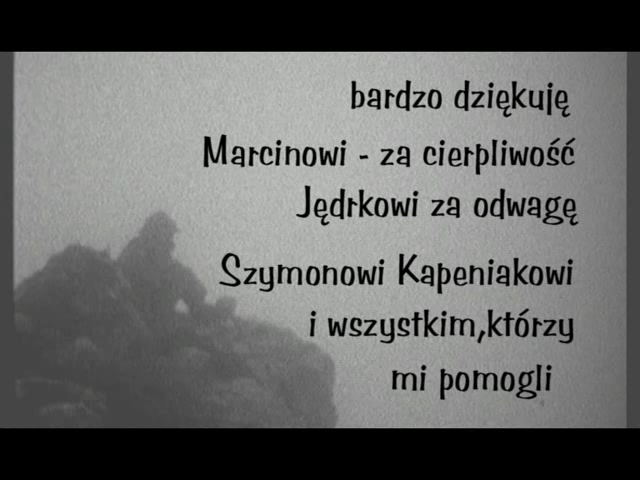 bardzo dziękuję
Marcinowi - za cierpliwość
Jędrkowi za odwagę
Szymonowi Kapeniakowi
i wszystkim,którzy
mi pomogli